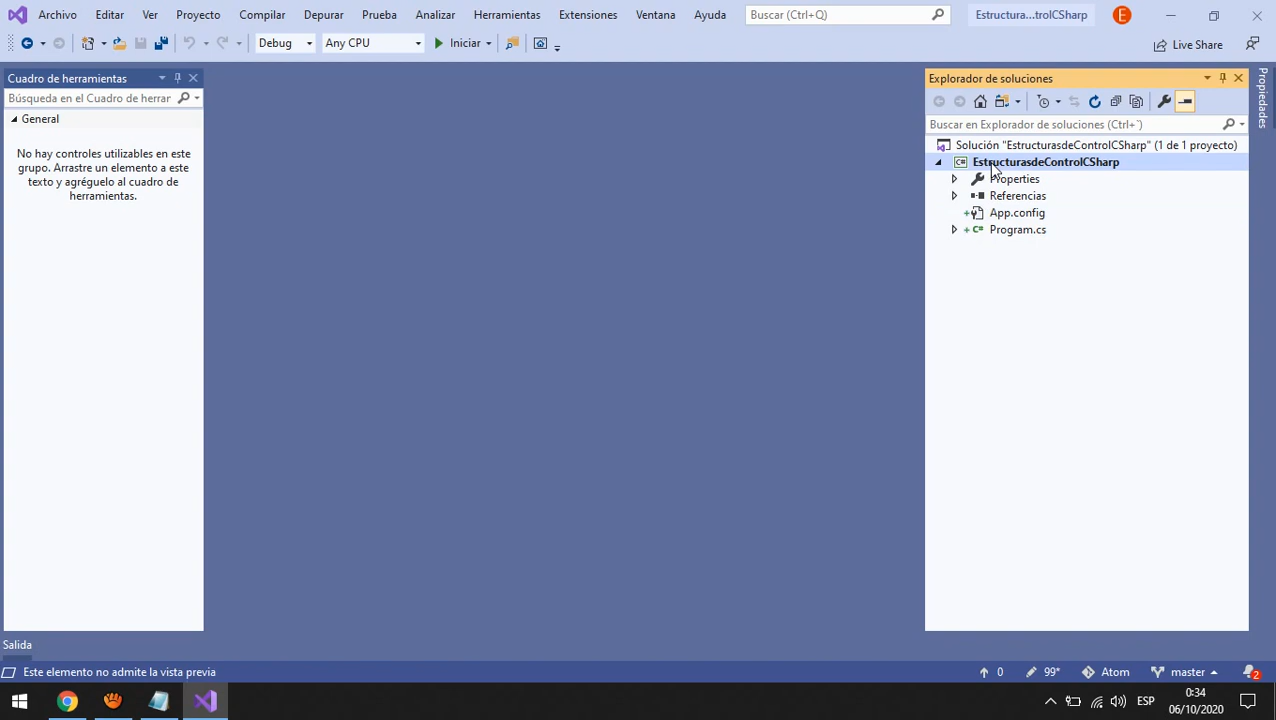 Archivo Editar Ver Proyecto Compilar Depurar Prueba Analizar Herramientas Extensiones Ventana Ayuda Buscar (Ctrl+Q) Estructura...trolCSharp E
Debug Any CPU Iniciar Live Share
Cuadro de herramientas
Búsqueda en el Cuadro de herrar
General
No hay controles utilizables en este
grupo. Arrastre un elemento a este
texto y agréguelo al cuadro de
herramientas.
Explorador de soluciones
Buscar en Explorador de soluciones (Ctrl+`)
Solución "EstructurasdeControlCSharp" (1 de 1 proyecto)
C# EstructurasdeControlCSharp
Properties
Referencias
App.config
C# Program.cs
Propiedades
Salida
Este elemento no admite la vista previa 0 99* Atom master 2
ESP 0:34
06/10/2020